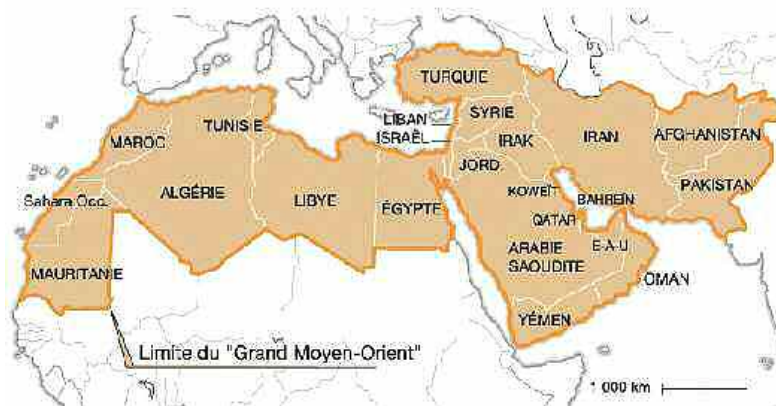 TURQUIE
LIBAN
SYRIE
ISRAËL
TUNISIE
MAROC
IRAK
IRAN
AFGHANISTAN
JORD.
ALGÉRIE
LIBYE
ÉGYPTE
KOWEÏT
BAHREÏN
PAKISTAN
Sahara Occ.
QATAR
ARABIE
SAOUDITE
E-A-U
MAURITANIE
OMAN
YÉMEN
Limite du "Grand Moyen-Orient"
1 000 km